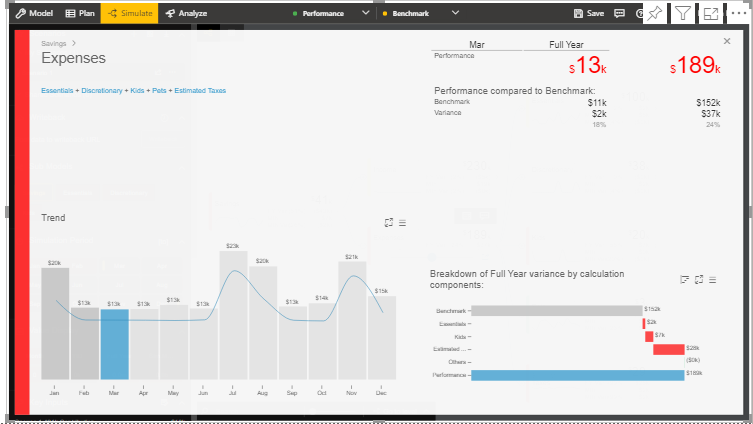 Model Plan Simulate Analyze Performance Benchmark Save
Savings >
Expenses
Essentials + Discretionary + Kids + Pets + Estimated Taxes
Mar Full Year
Performance
$13k $189k
Performance compared to Benchmark:
Benchmark $11k $152k
Variance $2k $37k
18% 24%
Trend
$20k $13k $13k $13k $13k $13k $23k $20k $13k $14k $21k $15k
Jan Feb Mar Apr May Jun Jul Aug Sep Oct Nov Dec
Breakdown of Full Year variance by calculation
components:
Benchmark $152k
Essentials $2k
Kids $7k
Estimated ... $28k
Others ($0k)
Performance $189k